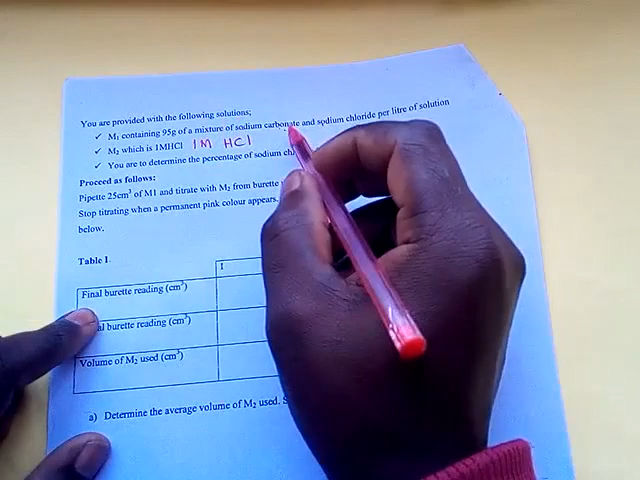 You are provided with the following solutions;
✓ M₁ containing 95g of a mixture of sodium carbonate and sodium chloride per litre of solution
✓ M₂ which is 1MHCl 1M HCl
✓ You are to determine the percentage of sodium
Proceed as follows:
Pipette 25cm³ of M1 and titrate with M₂ from burette
Stop titrating when a permanent pink colour appears.
below.
Table 1.
I
Final burette reading (cm³)
burette reading (cm³)
Volume of M₂ used (cm³)
a) Determine the average volume of M₂ used.